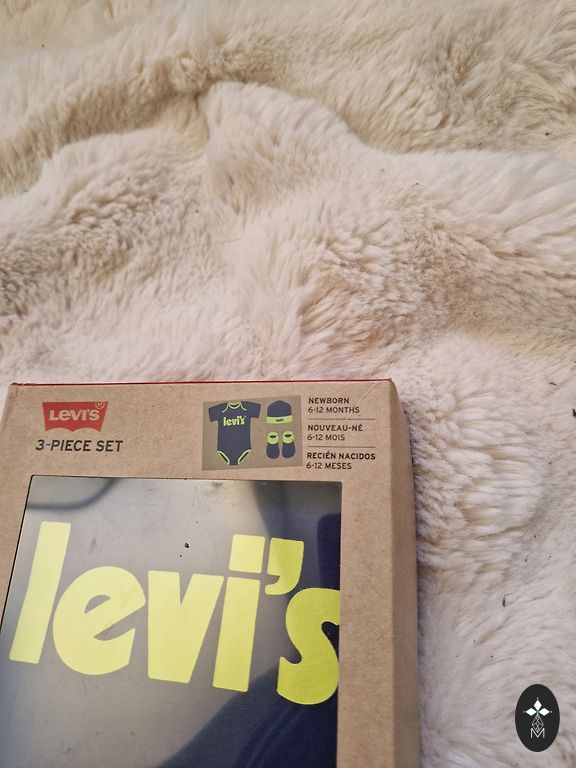 LEVI'S®
3-PIECE SET
levi's
NEWBORN
6-12 MONTHS
NOUVEAU-NÉ
6-12 MOIS
RECIÉN NACIDOS
6-12 MESES
levi's
M